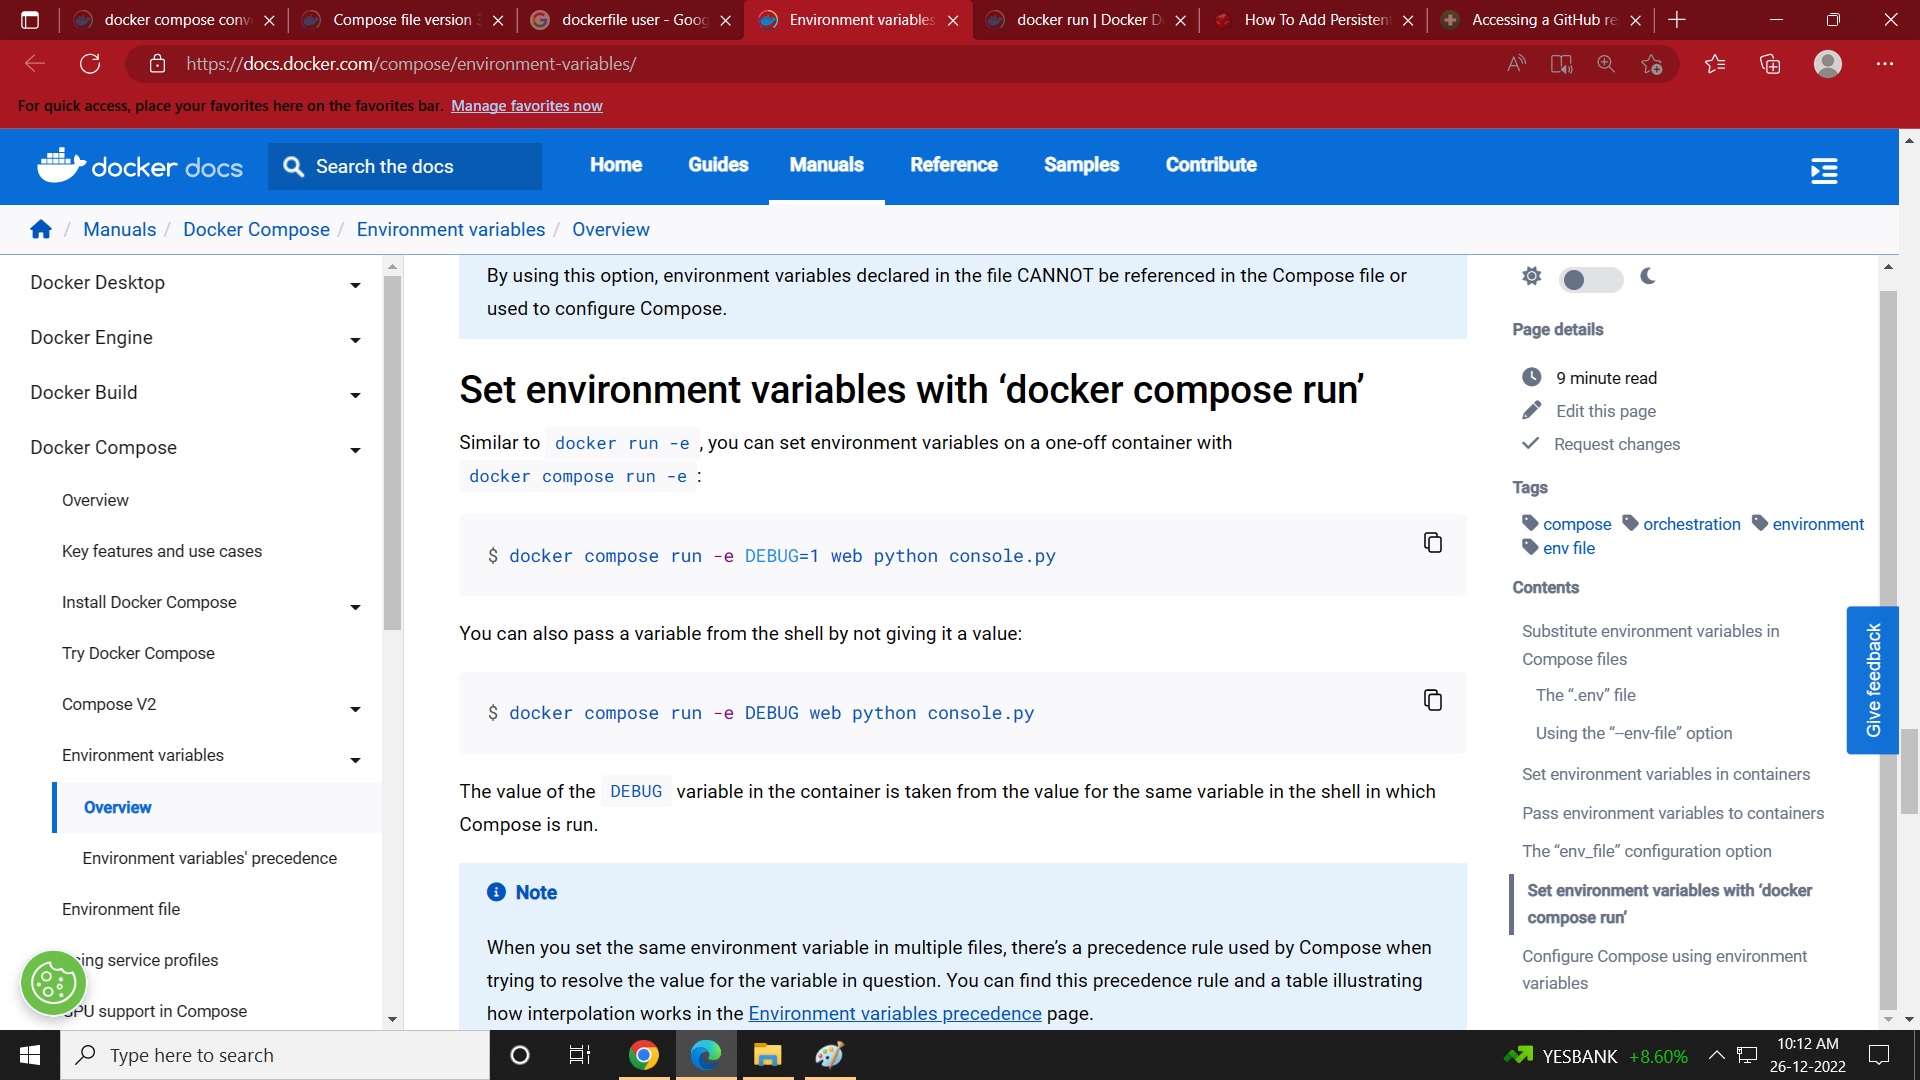 docker compose conv
Compose file version 3
dockerfile user - Goog
Environment variables
docker run | Docker D
How To Add Persisten
Accessing a GitHub re
https://docs.docker.com/compose/environment-variables/
For quick access, place your favorites here on the favorites bar. Manage favorites now
docker docs
Search the docs
Home Guides Manuals Reference Samples Contribute
/ Manuals / Docker Compose / Environment variables / Overview
Docker Desktop
Docker Engine
Docker Build
Docker Compose
Overview
Key features and use cases
Install Docker Compose
Try Docker Compose
Compose V2
Environment variables
Overview
Environment variables' precedence
Environment file
ing service profiles
GPU support in Compose
By using this option, environment variables declared in the file CANNOT be referenced in the Compose file or
used to configure Compose.
Set environment variables with ‘docker compose run’
Similar to docker run -e , you can set environment variables on a one-off container with
docker compose run -e :
$ docker compose run -e DEBUG=1 web python console.py
You can also pass a variable from the shell by not giving it a value:
$ docker compose run -e DEBUG web python console.py
The value of the DEBUG variable in the container is taken from the value for the same variable in the shell in which
Compose is run.
Note
When you set the same environment variable in multiple files, there’s a precedence rule used by Compose when
trying to resolve the value for the variable in question. You can find this precedence rule and a table illustrating
how interpolation works in the Environment variables precedence page.
Page details
9 minute read
Edit this page
Request changes
Tags
compose orchestration environment
env file
Contents
Substitute environment variables in
Compose files
The “.env” file
Using the “--env-file” option
Set environment variables in containers
Pass environment variables to containers
The “env_file” configuration option
Set environment variables with ‘docker
compose run’
Configure Compose using environment
variables
Give feedback
Type here to search
YESBANK +8.60%
10:12 AM
26-12-2022